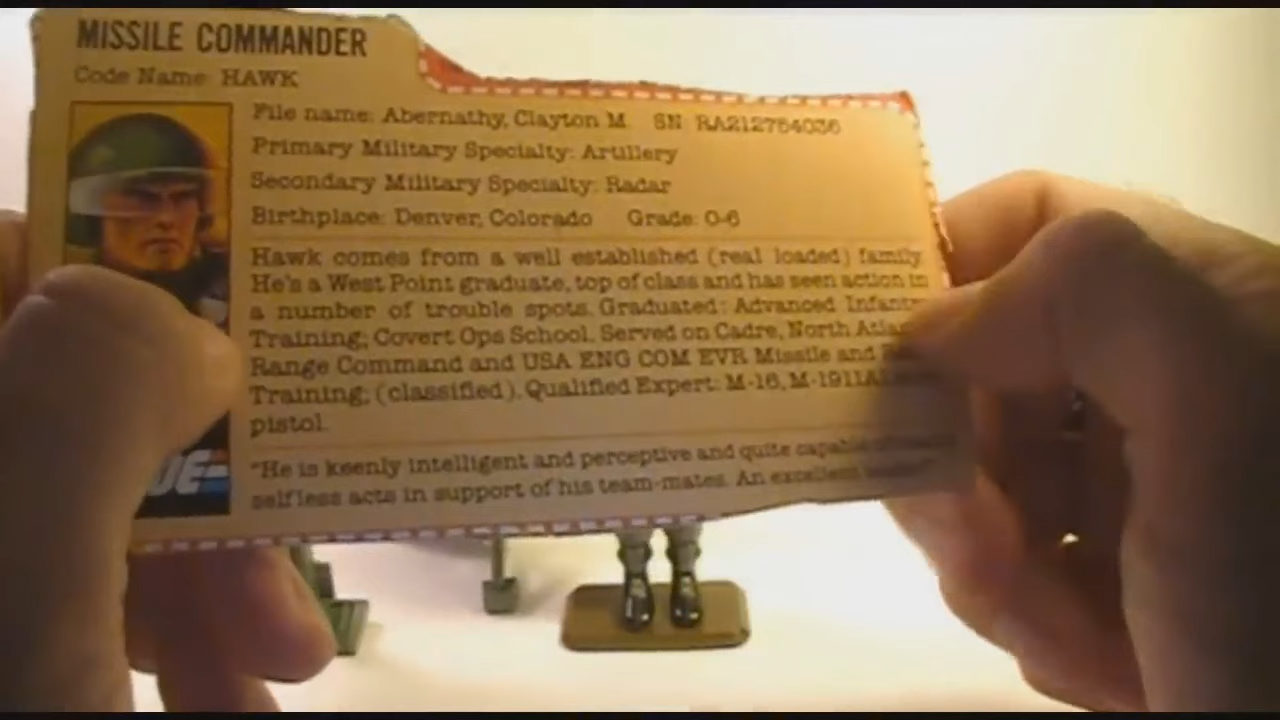 MISSILE COMMANDER
Code Name: HAWK
File name: Abernathy, Clayton M. SN: RA212754036
Primary Military Specialty: Artillery
Secondary Military Specialty: Radar
Birthplace: Denver, Colorado Grade: O-6
Hawk comes from a well established (real loaded) family.
He's a West Point graduate, top of class and has seen action in
a number of trouble spots. Graduated: Advanced Infantry
Training; Covert Ops School. Served on Cadre, North
Range Command and USA ENG COM EVR Missile and
Training; (classified). Qualified Expert: M-16, M-1911A1
pistol.
"He is keenly intelligent and perceptive and quite capable
selfless acts in support of his team-mates. An excellent
JOE